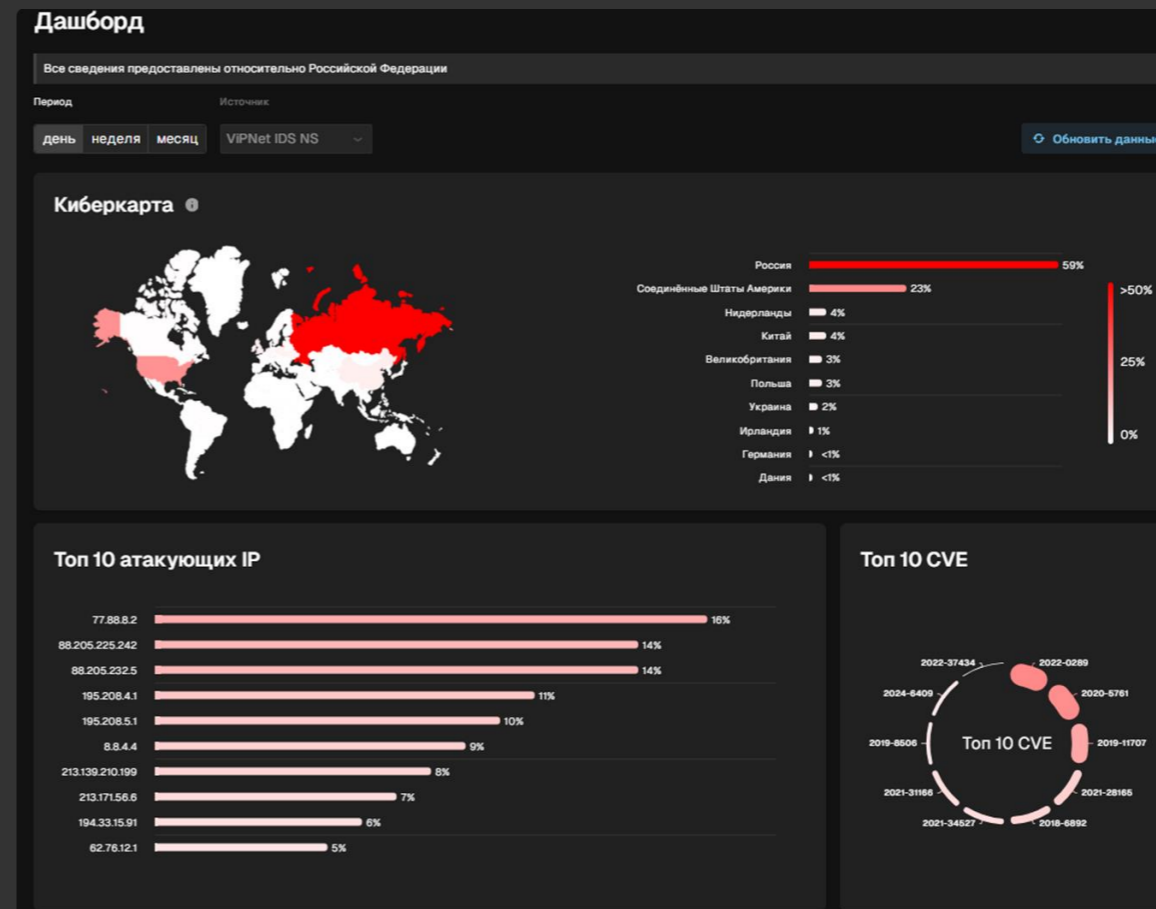 Дашборд
Все сведения предоставлены относительно Российской Федерации
Период
Источник
день неделя месяц
ViPNet IDS NS
Обновить данные
Киберкарта
Россия 59%
Соединённые Штаты Америки 23%
Нидерланды 4%
Китай 4%
Великобритания 3%
Польша 3%
Украина 2%
Ирландия 1%
Германия <1%
Дания <1%
>50%
25%
0%
Топ 10 атакующих IP
77.88.8.2 16%
88.205.225.242 14%
88.205.232.5 14%
195.208.4.1 11%
195.208.5.1 10%
8.8.4.4 9%
213.139.210.199 8%
213.171.56.6 7%
194.33.15.91 6%
62.76.12.1 5%
Топ 10 CVE
2022-37434 2022-0289
2024-6409 2020-5761
2019-8506 Топ 10 CVE 2019-11707
2021-31166 2021-28165
2021-34527 2018-6892